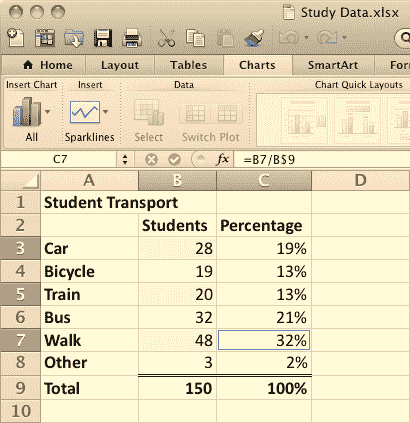 Study Data.xlsx
Home Layout Tables Charts SmartArt For
Insert Chart Insert Data Chart Quick Layouts
All Sparklines Select Switch Plot
C7 fx =B7/B$9
A B C D
1 Student Transport
2 Students Percentage
3 Car 28 19%
4 Bicycle 19 13%
5 Train 20 13%
6 Bus 32 21%
7 Walk 48 32%
8 Other 3 2%
9 Total 150 100%
10